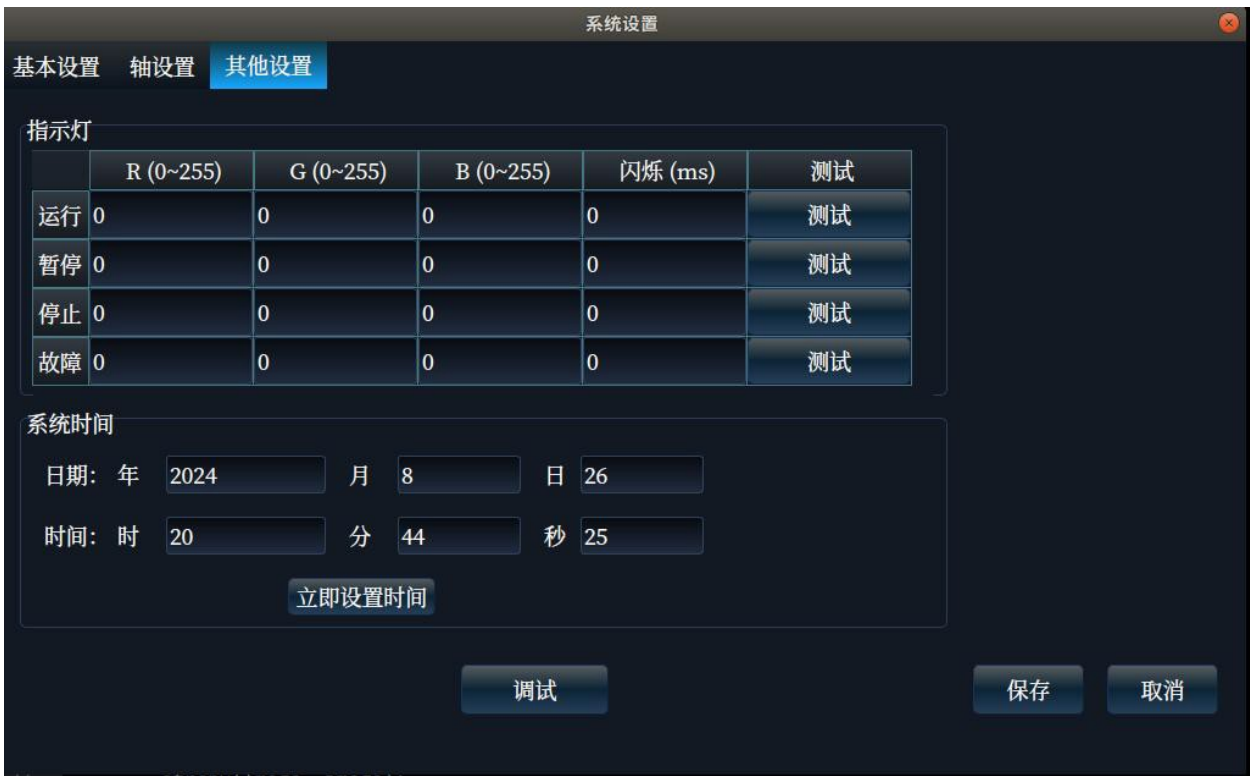 系统设置
基本设置 轴设置 其他设置
指示灯
R (0~255) G (0~255) B (0~255) 闪烁 (ms) 测试
运行 0 0 0 0 测试
暂停 0 0 0 0 测试
停止 0 0 0 0 测试
故障 0 0 0 0 测试
系统时间
日期: 年 2024 月 8 日 26
时间: 时 20 分 44 秒 25
立即设置时间
调试 保存 取消